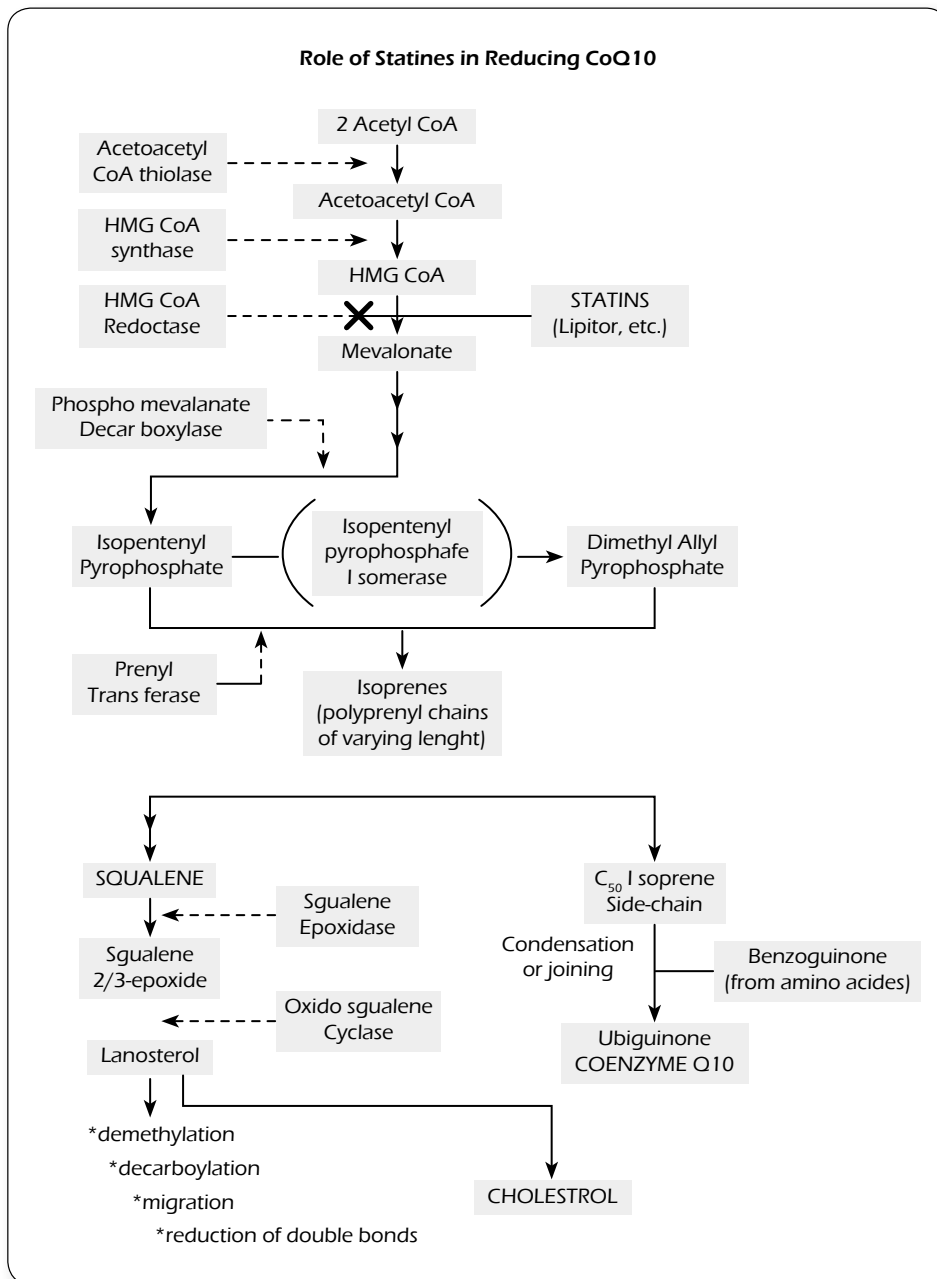 Role of Statines in Reducing CoQ10
2 Acetyl CoA
Acetoacetyl
CoA thiolase
Acetoacetyl CoA
HMG CoA
synthase
HMG CoA
HMG CoA
Redoctase
STATINS
(Lipitor, etc.)
Mevalonate
Phospho mevalanate
Decar boxylase
Isopentenyl
Pyrophosphate
Isopentenyl
pyrophosphafe
I somerase
Dimethyl Allyl
Pyrophosphate
Prenyl
Trans ferase
Isoprenes
(polyprenyl chains
of varying lenght)
SQUALENE
C₅₀ I soprene
Side-chain
Sgualene
Epoxidase
Sgualene
2/3-epoxide
Condensation
or joining
Benzoguinone
(from amino acides)
Oxido sgualene
Cyclase
Lanosterol
Ubiguinone
COENZYME Q10
*demethylation
*decarboylation
*migration
*reduction of double bonds
CHOLESTROL